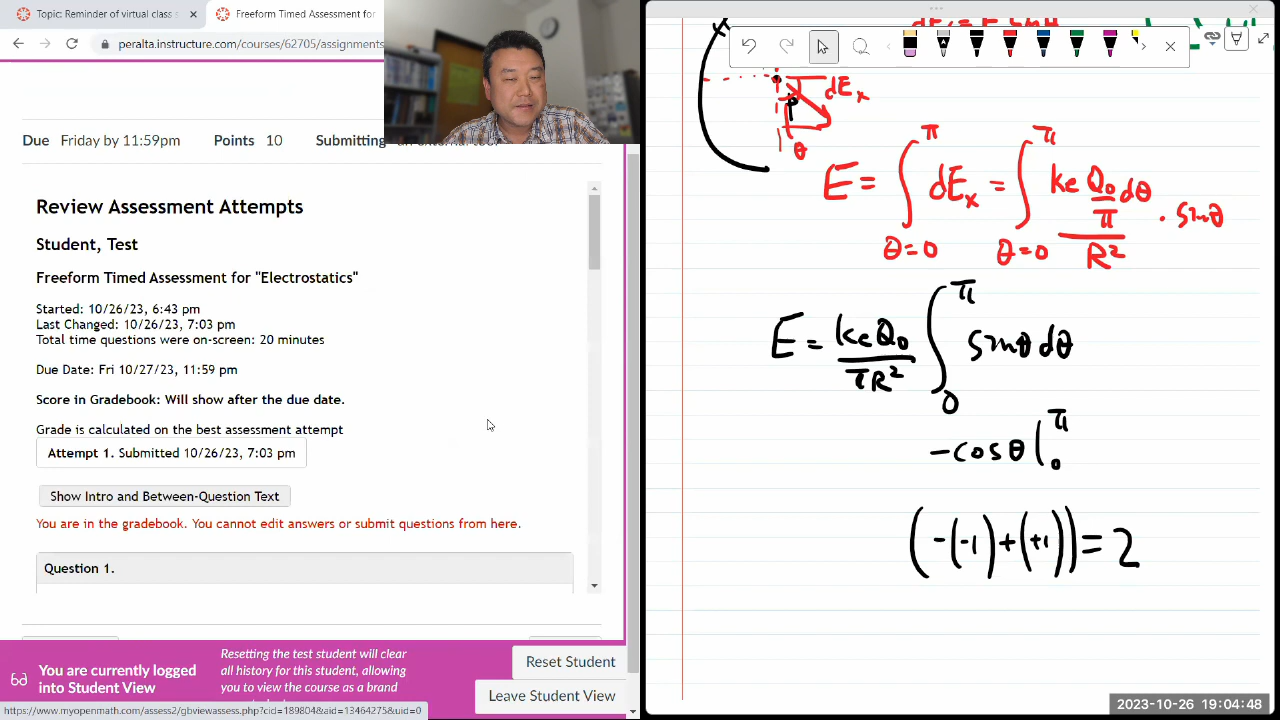 Topic: Reminder of virtual class
Freeform Timed Assessment for
peralta.instructure.com/courses/62705/assignments
Due Friday by 11:59pm Points 10 Submitting an external tool
Review Assessment Attempts
Student, Test
Freeform Timed Assessment for "Electrostatics"
Started: 10/26/23, 6:43 pm
Last Changed: 10/26/23, 7:03 pm
Total time questions were on-screen: 20 minutes
Due Date: Fri 10/27/23, 11:59 pm
Score in Gradebook: Will show after the due date.
Grade is calculated on the best assessment attempt
Attempt 1. Submitted 10/26/23, 7:03 pm
Show Intro and Between-Question Text
You are in the gradebook. You cannot edit answers or submit questions from here.
Question 1.
You are currently logged into Student View
Resetting the test student will clear
all history for this student, allowing
you to view the course as a brand
Reset Student
Leave Student View
https://www.myopenmath.com/assess2/gbviewassess.php?cid=189804&aid=13464275&uid=0
dEx
P
θ
E = ∫_{θ=0}^{π} dEx = ∫_{θ=0}^{π} (ke Q0/π dθ)/R² · sinθ
E = keQ0/πR² ∫_0^π sinθ dθ
-cosθ |_0^π
(-(-1)+(+1)) = 2
2023-10-26 19:04:48